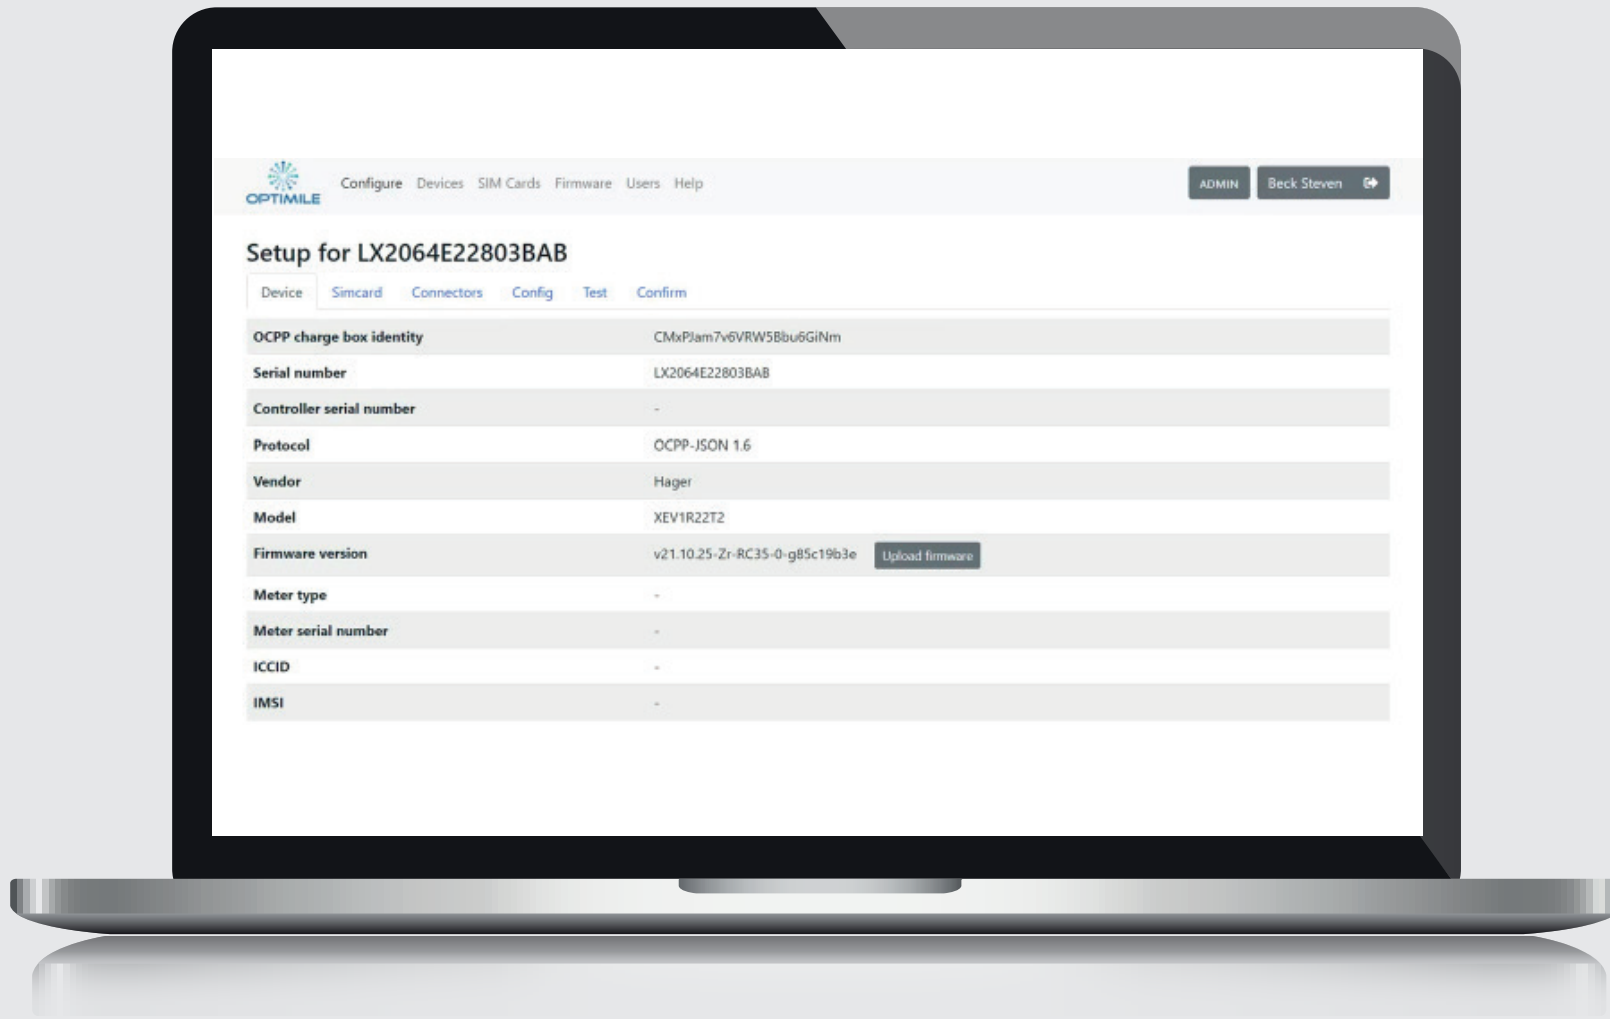 OPTIMILE
Configure Devices SIM Cards Firmware Users Help
ADMIN
Beck Steven
Setup for LX2064E22803BAB
Device Simcard Connectors Config Test Confirm
OCPP charge box identity CMxPJam7v6VRW5Bbu6GiNm
Serial number LX2064E22803BAB
Controller serial number -
Protocol OCPP-JSON 1.6
Vendor Hager
Model XEV1R22T2
Firmware version v21.10.25-Zr-RC35-0-g85c19b3e Upload firmware
Meter type -
Meter serial number -
ICCID -
IMSI -